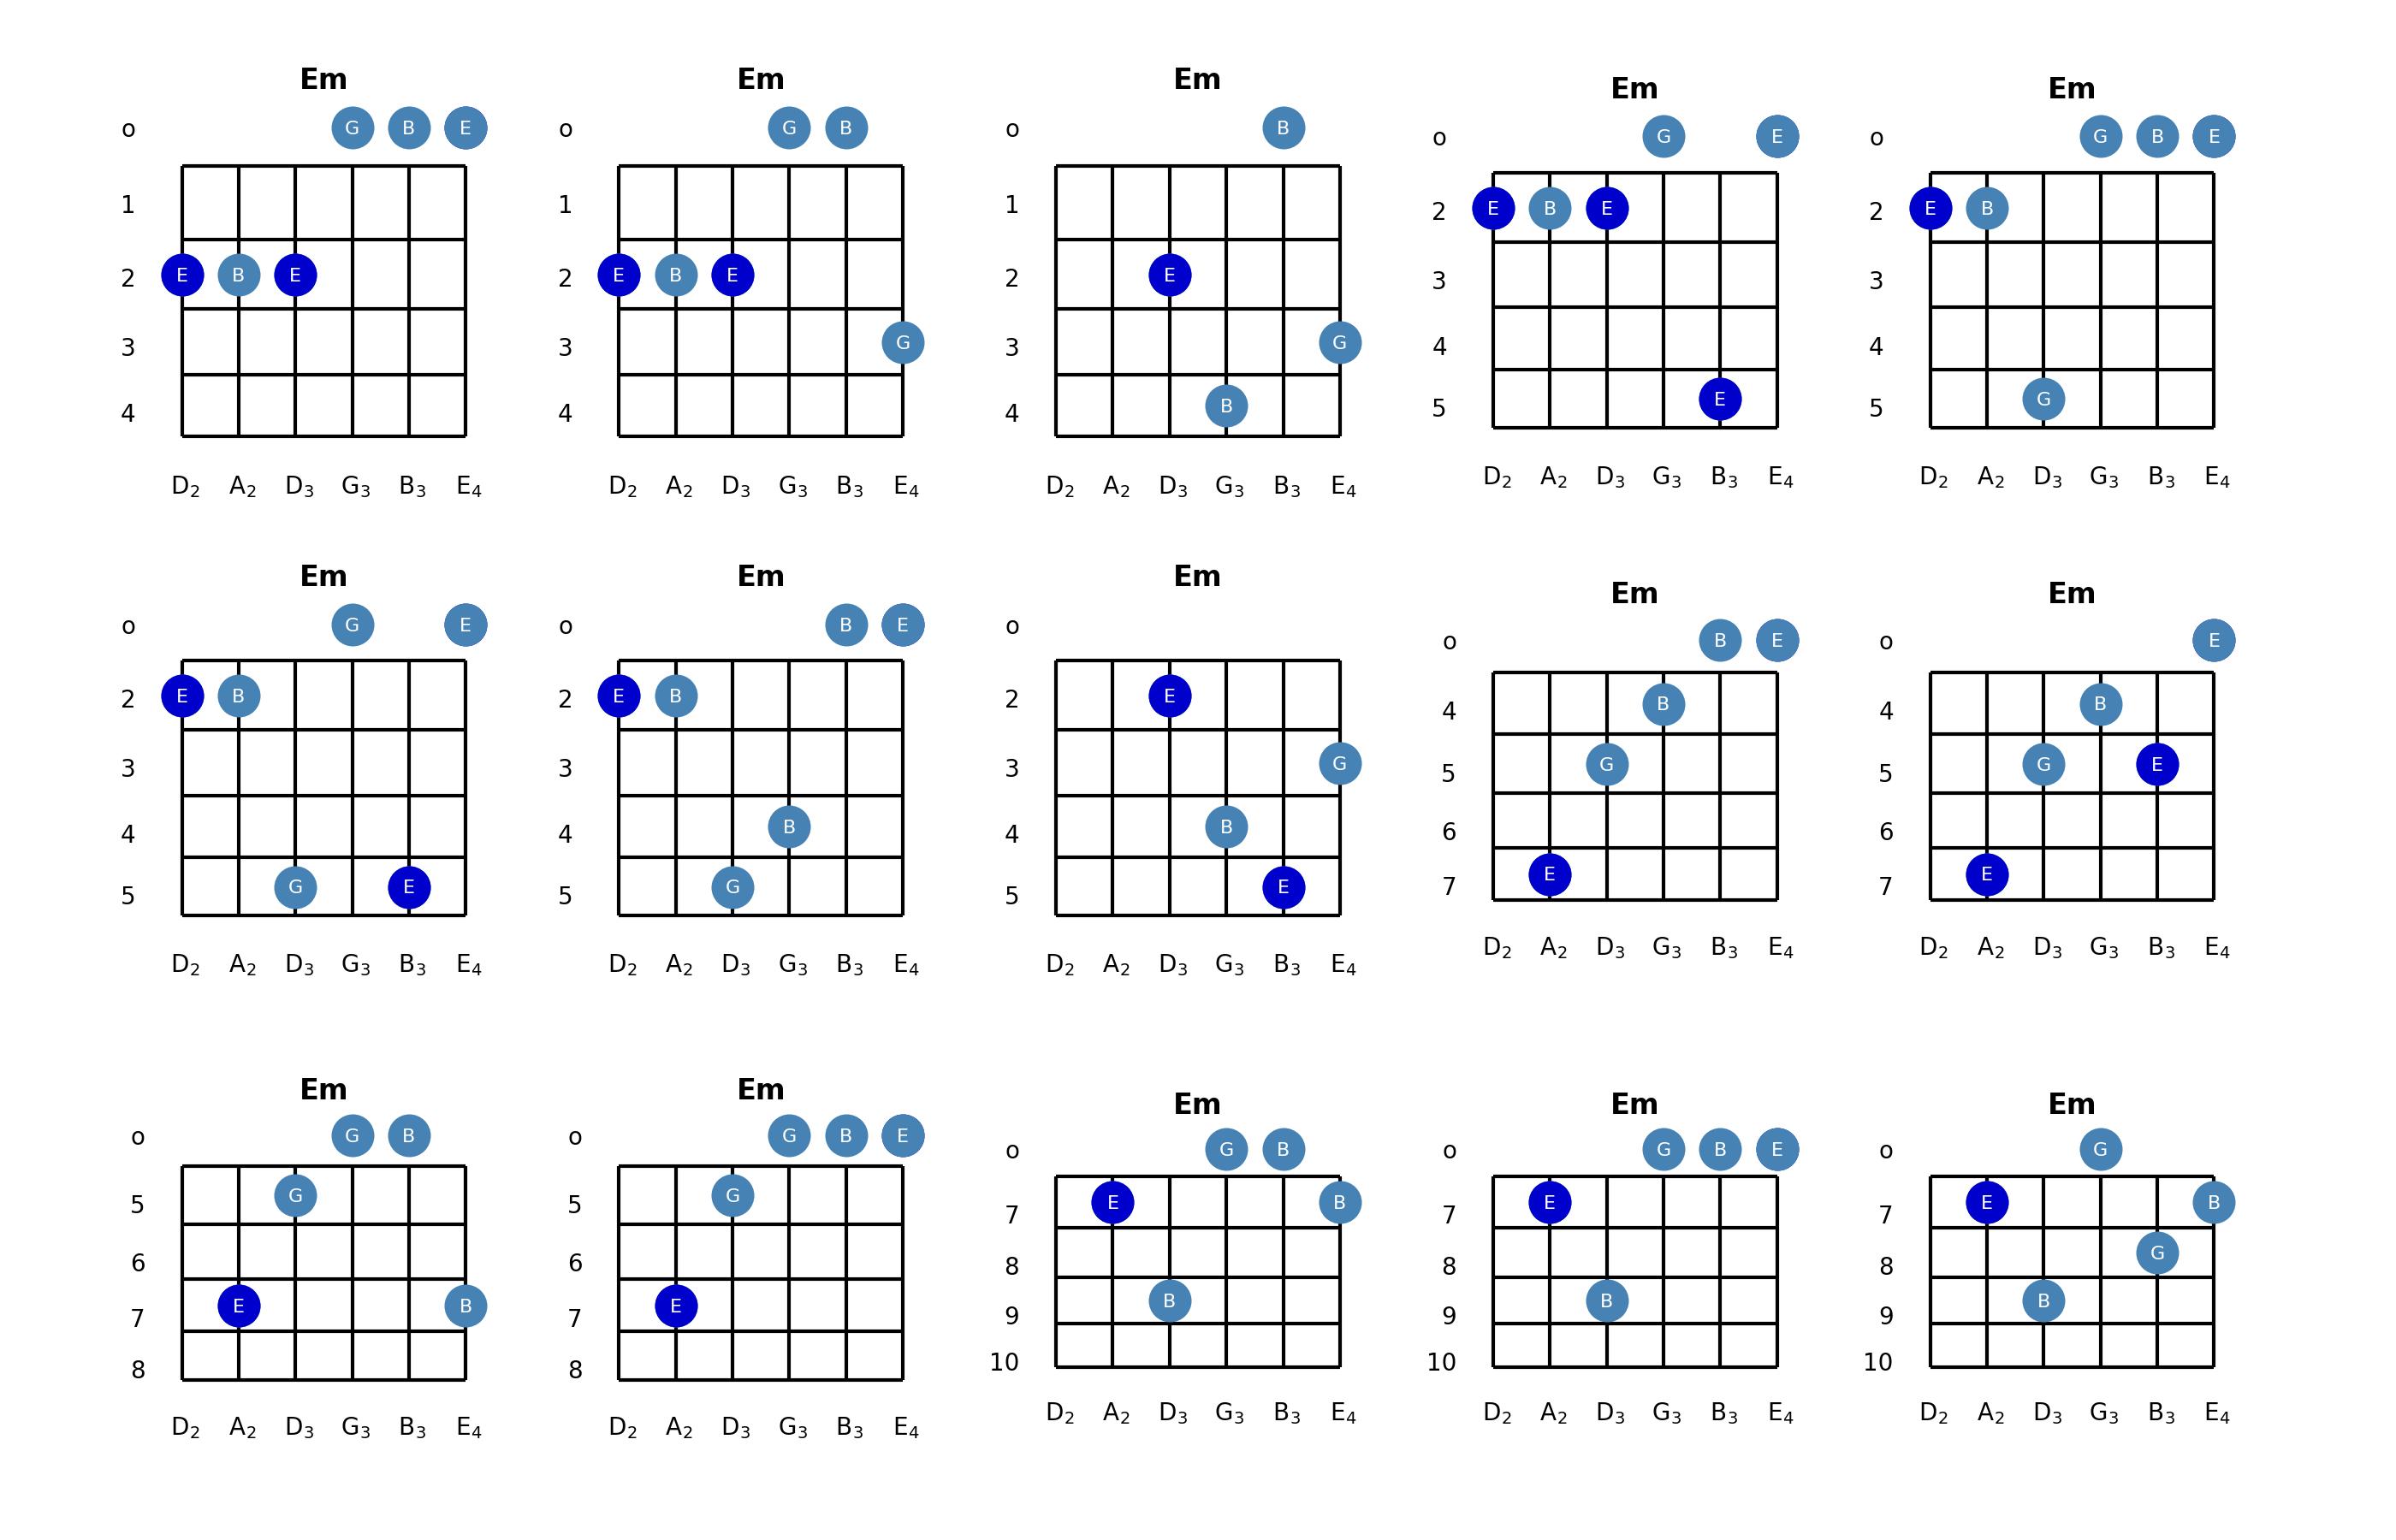 Em Em Em Em Em
o G B E o G B o B o G E o G B E
1 1 1 2 E B E 2 E B
2 E B E 2 E B E 2 E 3 3
3 3 G 3 G 4 4
4 4 4 B 5 E 5 G
D₂ A₂ D₃ G₃ B₃ E₄ D₂ A₂ D₃ G₃ B₃ E₄ D₂ A₂ D₃ G₃ B₃ E₄ D₂ A₂ D₃ G₃ B₃ E₄ D₂ A₂ D₃ G₃ B₃ E₄
Em Em Em Em Em
o G E o B E o o B E o E
2 E B 2 E B 2 E 4 B 4 B
3 3 3 G 5 G 5 G E
4 4 B 4 B 6 6
5 G E 5 G 5 E 7 E 7 E
D₂ A₂ D₃ G₃ B₃ E₄ D₂ A₂ D₃ G₃ B₃ E₄ D₂ A₂ D₃ G₃ B₃ E₄ D₂ A₂ D₃ G₃ B₃ E₄ D₂ A₂ D₃ G₃ B₃ E₄
Em Em Em Em Em
o G B o G B E o G B o G B E o G
5 G 5 G 7 E B 7 E 7 E B
6 6 8 8 8 G
7 E B 7 E 9 B 9 B 9 B
8 8 10 10 10
D₂ A₂ D₃ G₃ B₃ E₄ D₂ A₂ D₃ G₃ B₃ E₄ D₂ A₂ D₃ G₃ B₃ E₄ D₂ A₂ D₃ G₃ B₃ E₄ D₂ A₂ D₃ G₃ B₃ E₄